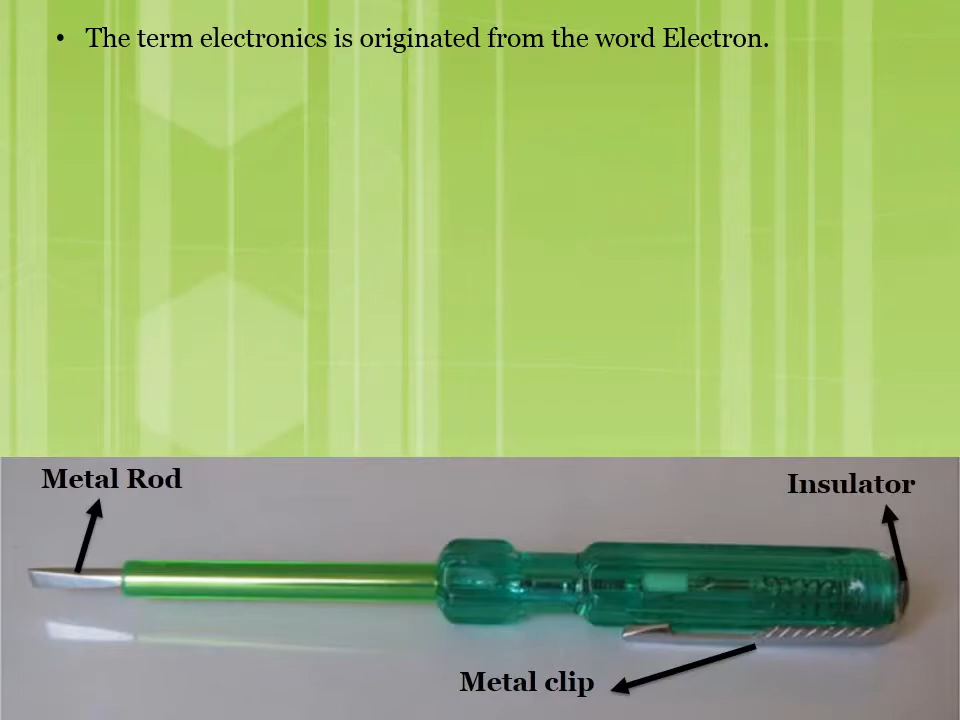 • The term electronics is originated from the word Electron.
Metal Rod
Insulator
Metal clip